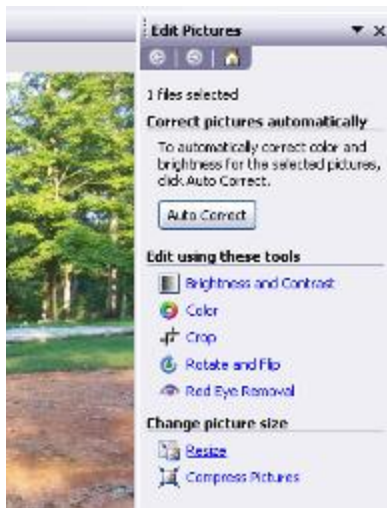 Edit Pictures
1 files selected
Correct pictures automatically
To automatically correct color and
brightness for the selected pictures,
click Auto Correct.
Auto Correct
Edit using these tools
Brightness and Contrast
Color
Crop
Rotate and Flip
Red Eye Removal
Change picture size
Resize
Compress Pictures